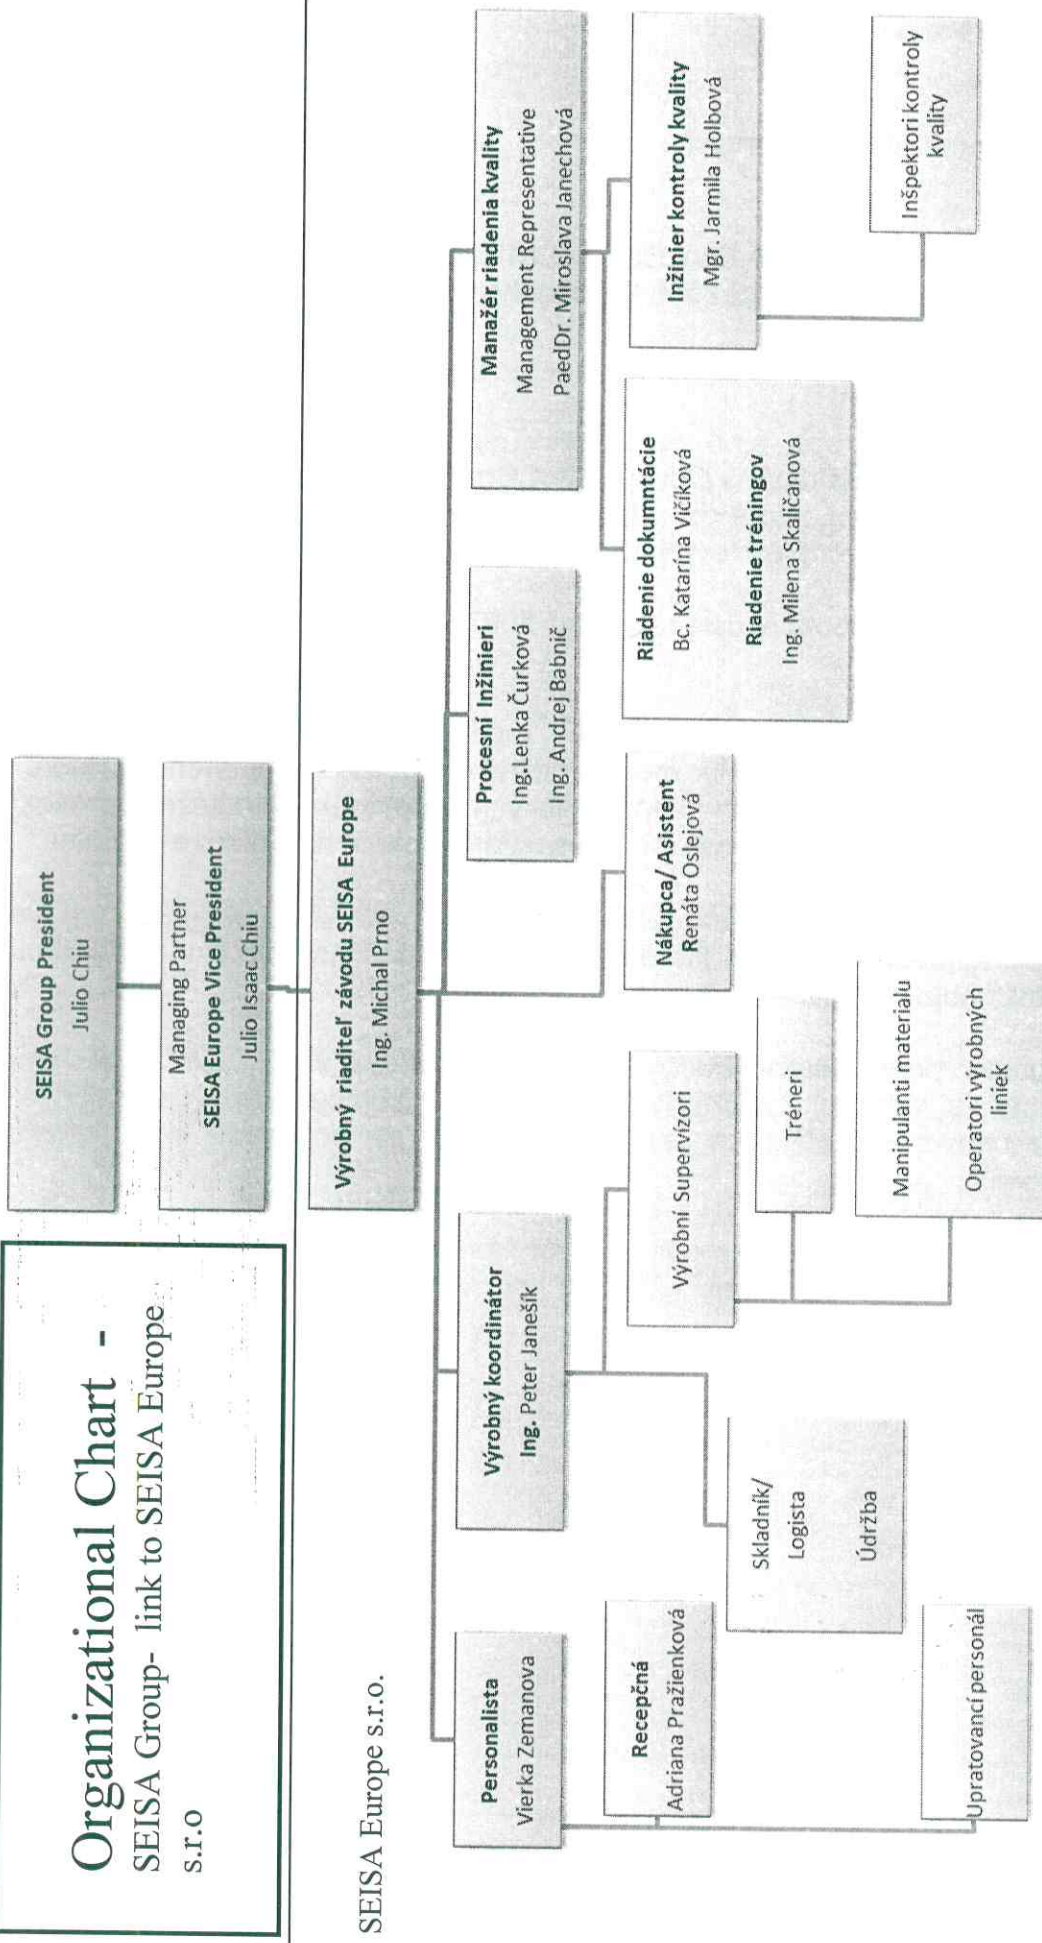 Organizational Chart -
SEISA Group- link to SEISA Europe
s.r.o
SEISA Group President
Julio Chiu
Managing Partner
SEISA Europe Vice President
Julio Isaac Chiu
SEISA Europe s.r.o.
Výrobný riaditeľ závodu SEISA Europe
Ing. Michal Prno
Personalista
Vierka Zemanova
Výrobný koordinátor
Ing. Peter Janešík
Procesní Inžinieri
Ing.Lenka Čurková
Ing. Andrej Babnič
Manažér riadenia kvality
Management Representative
PaedDr. Miroslava Janechová
Recepčná
Adriana Pražienková
Výrobní Supervízori
Nákupca/ Asistent
Renáta Oslejová
Riadenie dokumntácie
Bc. Katarína Vičíková
Riadenie tréningov
Ing. Milena Skaličanová
Inžinier kontroly kvality
Mgr. Jarmila Holbová
Skladník/
Logista
Údržba
Tréneri
Manipulanti materialu
Operatori výrobných
liniek
Inšpektori kontroly
kvality
Upratovancí personál